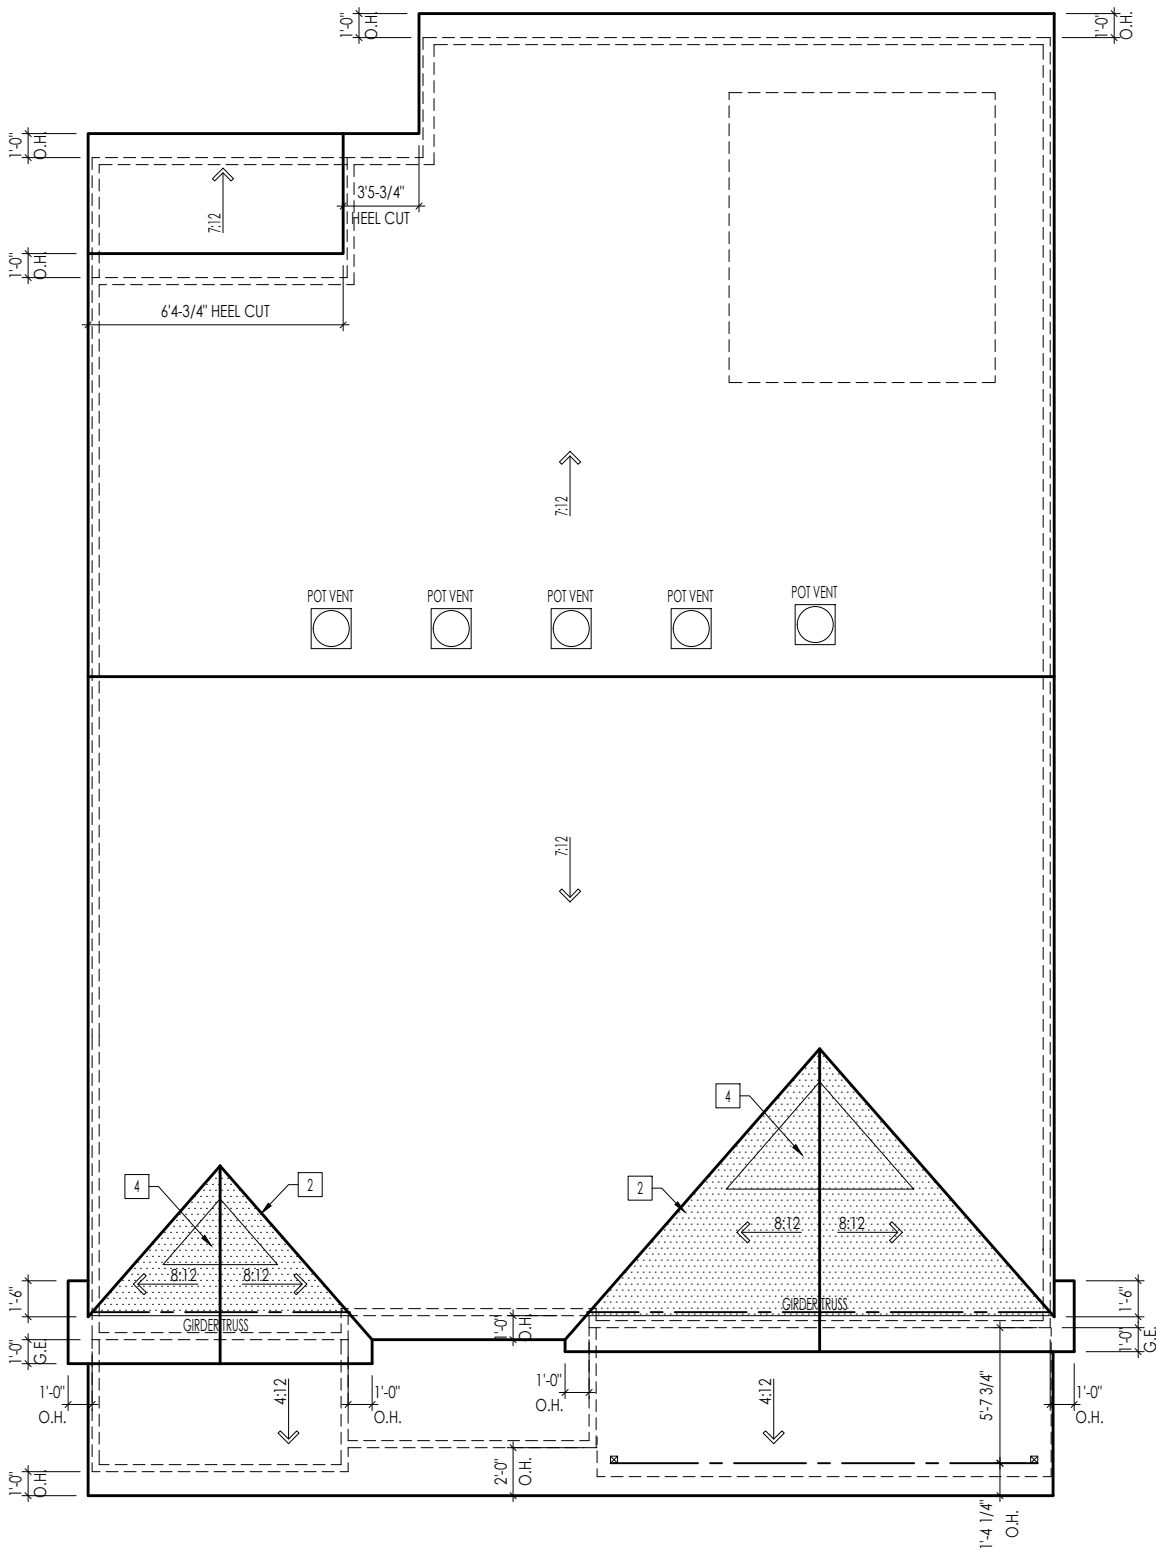 1'-0"
O.H.
1'-0"
O.H.
1'-0"
O.H.
7:12
3'5-3/4"
HEEL CUT
1'-0"
O.H.
6'4-3/4" HEEL CUT
7:12
POT VENT
POT VENT
POT VENT
POT VENT
POT VENT
7:12
4
2
4
2
8:12
8:12
8:12
8:12
GIRDER TRUSS
GIRDER TRUSS
1'-6"
1'-0"
G.E.
1'-0"
O.H.
1'-6"
1'-0"
G.E.
1'-0"
O.H.
4:12
1'-0"
O.H.
1'-0"
O.H.
4:12
5'-7 3/4"
1'-0"
O.H.
1'-0"
O.H.
2'-0"
O.H.
1'-4 1/4"
O.H.